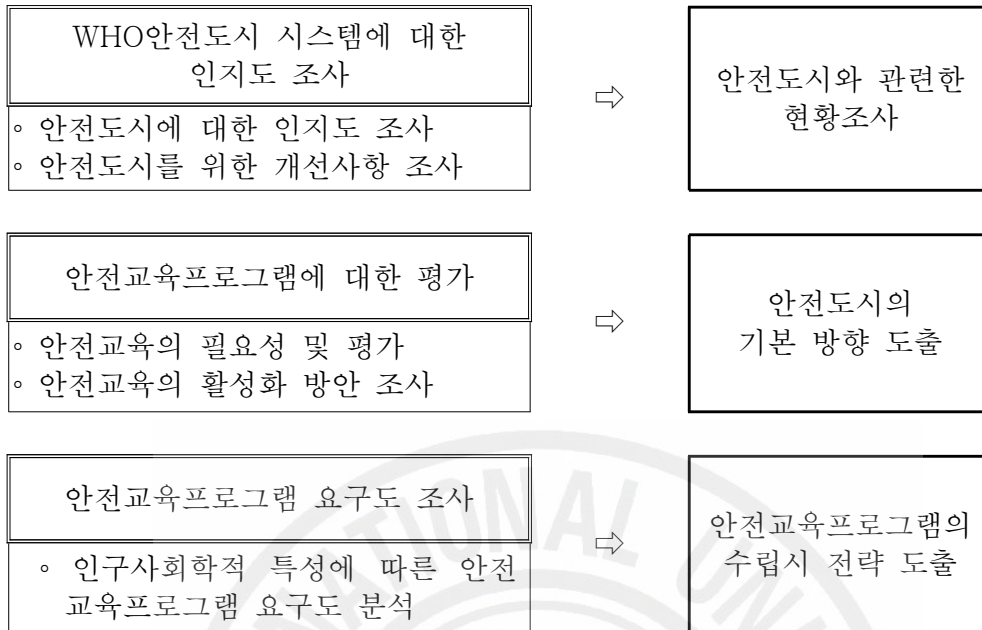 WHO안전도시 시스템에 대한
인지도 조사
◦ 안전도시에 대한 인지도 조사
◦ 안전도시를 위한 개선사항 조사
⇨
안전도시와 관련한
현황조사
안전교육프로그램에 대한 평가
◦ 안전교육의 필요성 및 평가
◦ 안전교육의 활성화 방안 조사
⇨
안전도시의
기본 방향 도출
안전교육프로그램 요구도 조사
◦ 인구사회학적 특성에 따른 안전
교육프로그램 요구도 분석
⇨
안전교육프로그램의
수립시 전략 도출